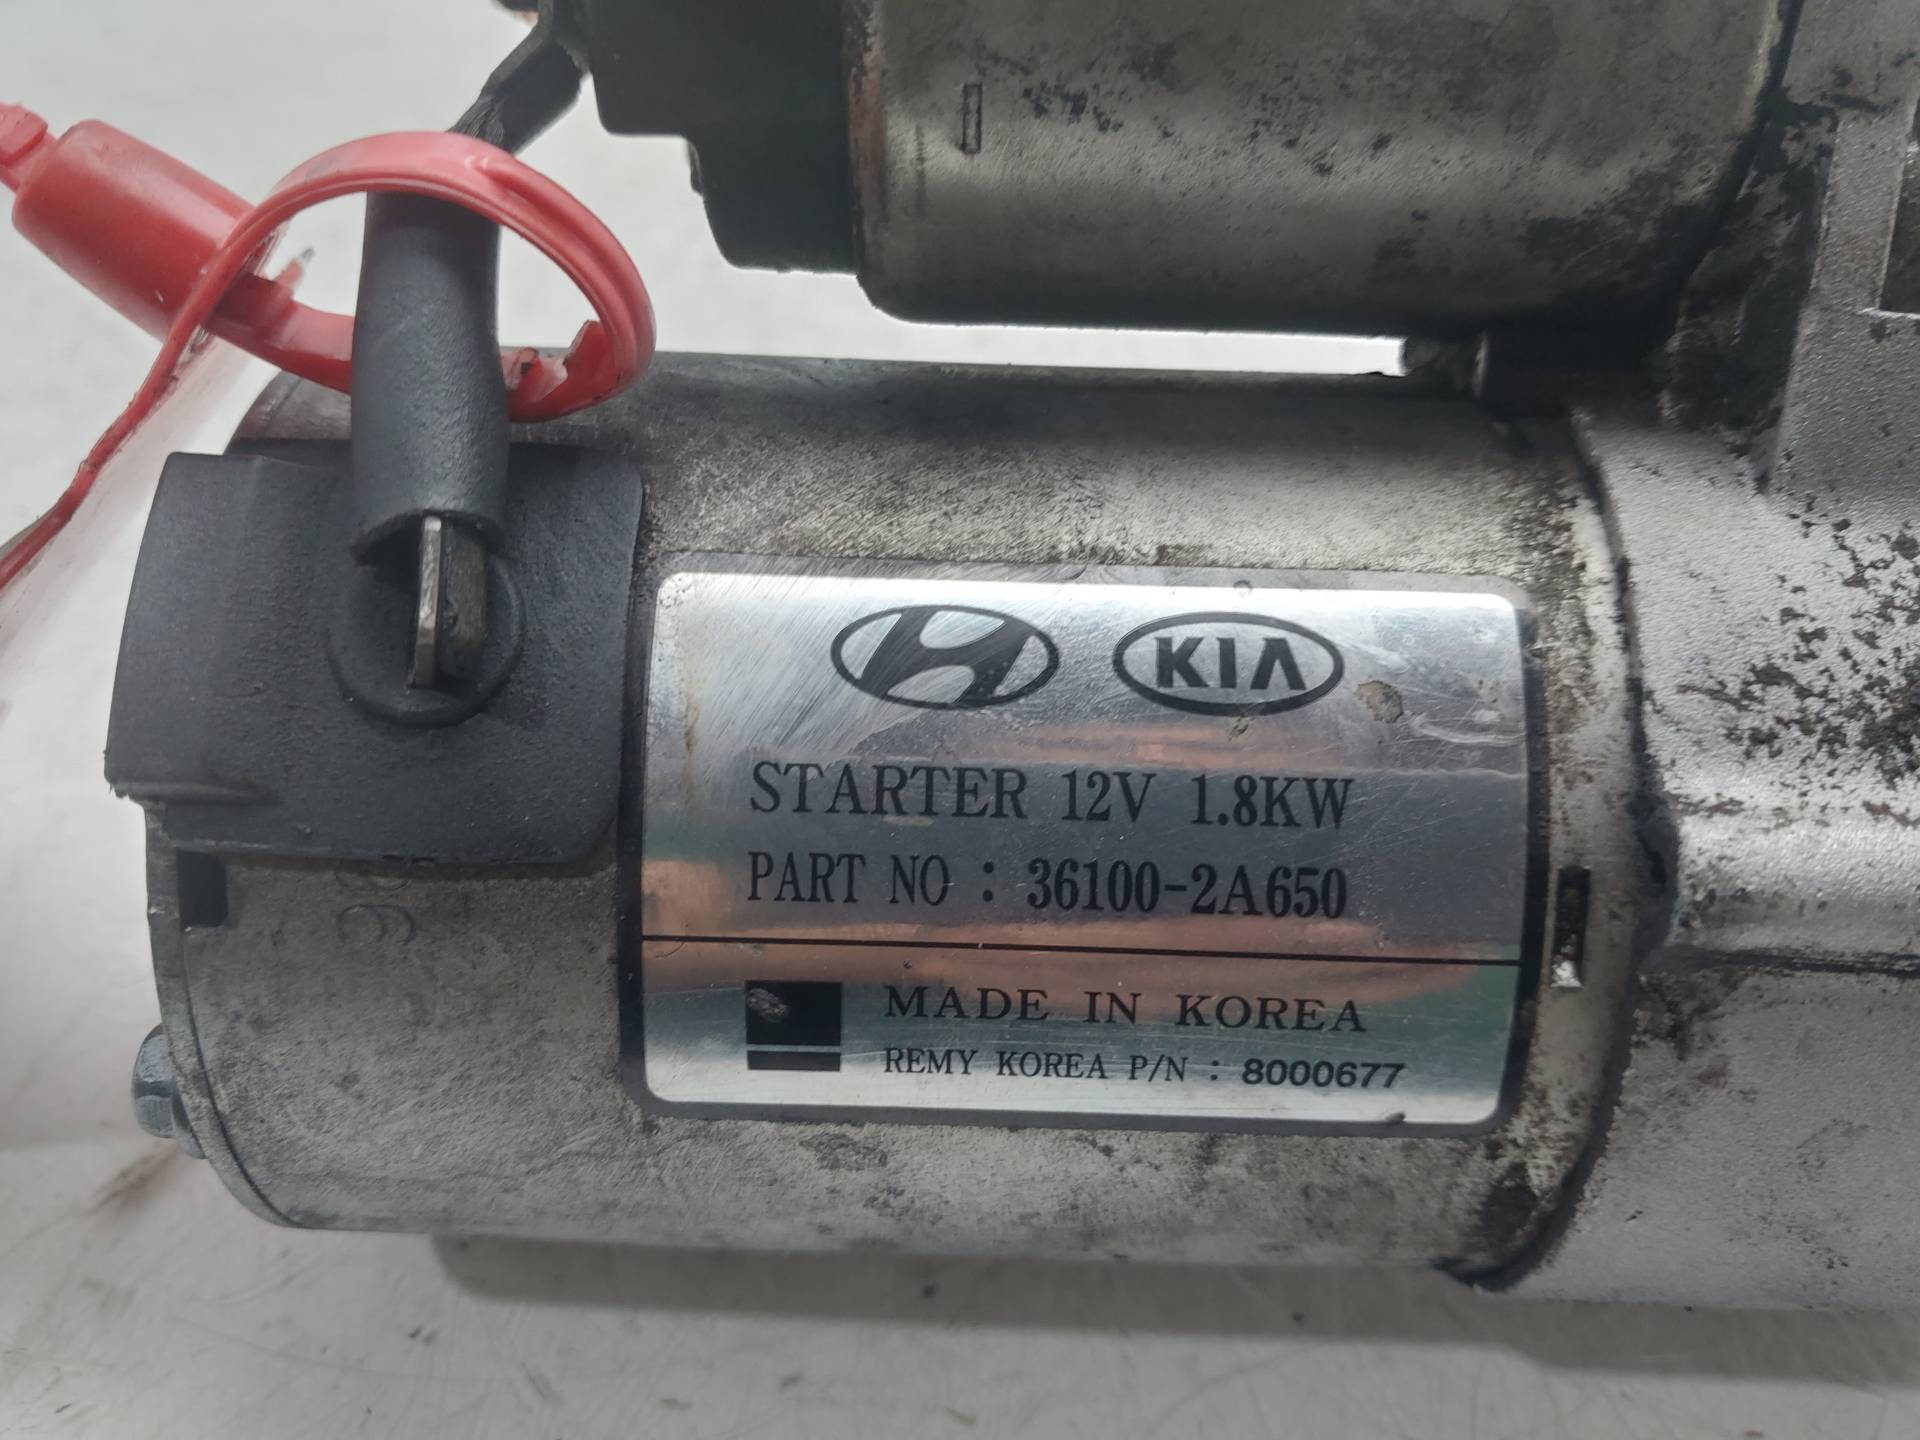 KIA
STARTER 12V 1.8KW
PART NO : 36100-2A650
MADE IN KOREA
REMY KOREA P/N : 8000677